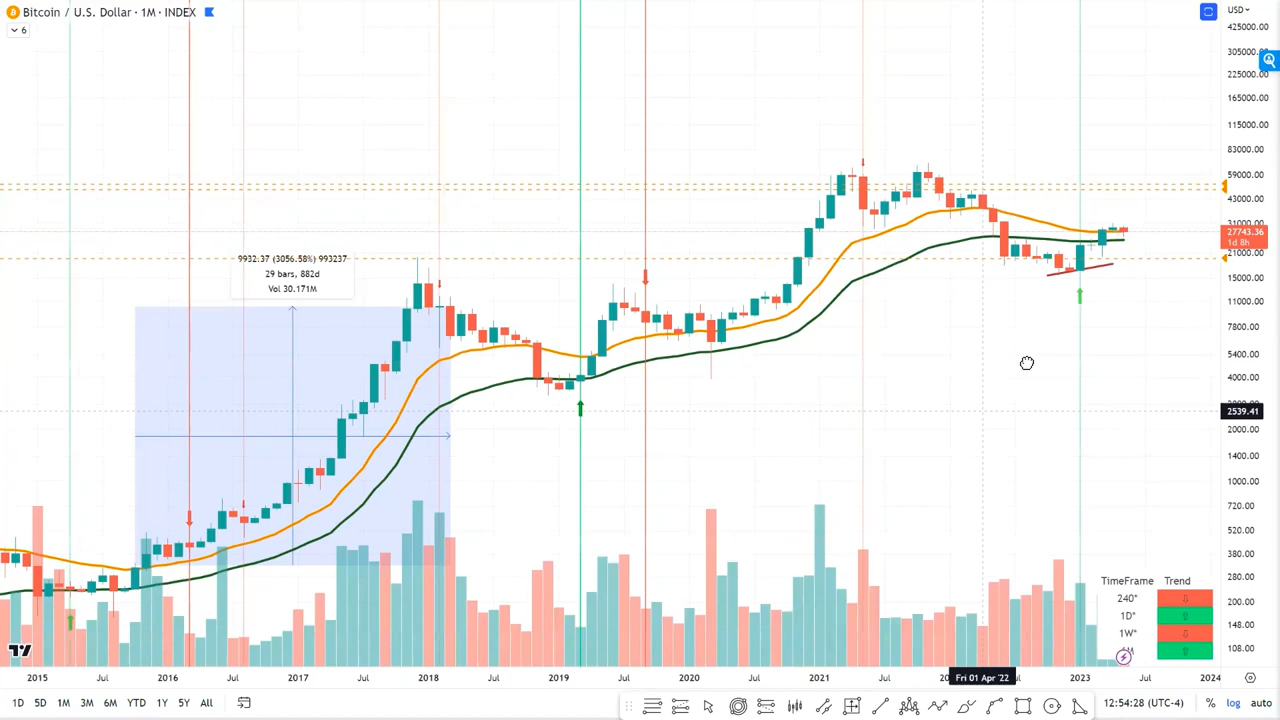 Bitcoin / U.S. Dollar · 1M · INDEX
6
USD
425000.00
305000.00
225000.00
165000.00
115000.00
83000.00
59000.00
43000.00
31000.00
27743.36
1d 8h
21000.00
15000.00
11000.00
7800.00
5400.00
4000.00
2539.41
2000.00
1400.00
1000.00
720.00
520.00
380.00
280.00
200.00
148.00
108.00
9932.37 (3056.58%) 993237
29 bars, 882d
Vol 30.171M
TimeFrame Trend
240*
1D*
1W*
2015 Jul 2016 Jul 2017 Jul 2018 Jul 2019 Jul 2020 Jul 2021 Jul Fri 01 Apr '22 2023 Jul 2024
1D 5D 1M 3M 6M YTD 1Y 5Y All
12:54:28 (UTC-4) % log auto